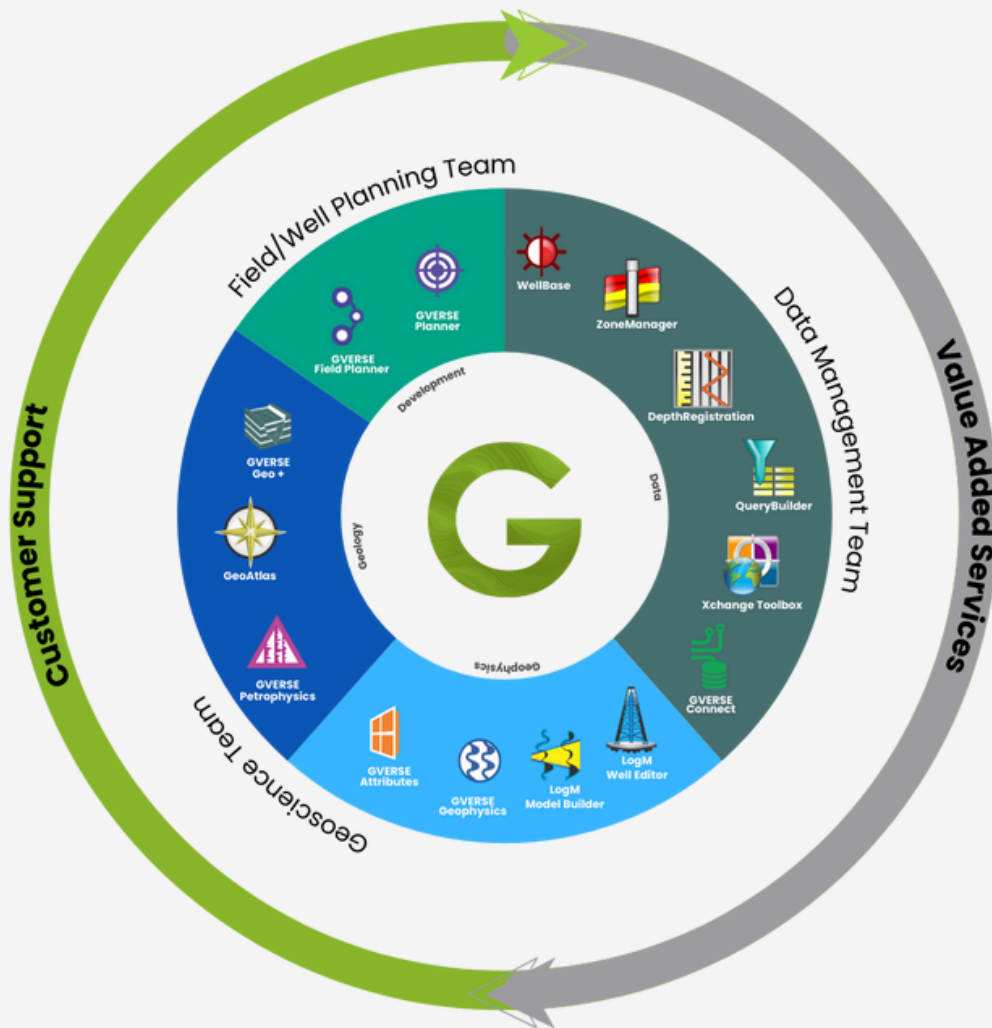 Field/Well Planning Team
Data Management Team
Geoscience Team
Customer Support
Value Added Services
Development
Data
Geophysics
Geology
GVERSE
Planner
GVERSE
Field Planner
WellBase
ZoneManager
DepthRegistration
QueryBuilder
Xchange Toolbox
GVERSE
Connect
LogM
Well Editor
LogM
Model Builder
GVERSE
Geophysics
GVERSE
Attributes
GVERSE
Petrophysics
GeoAtlas
GVERSE
Geo +
G